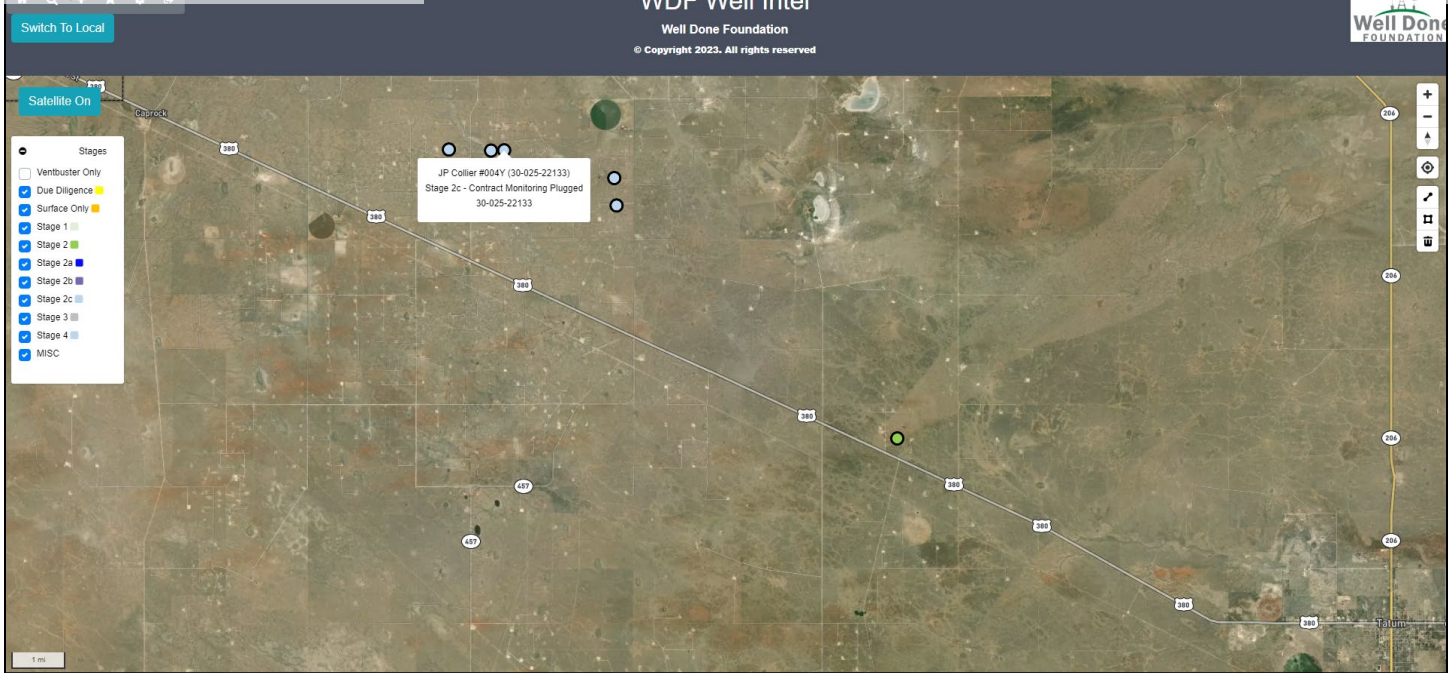 WDF Well Intel
Switch To Local
Well Done Foundation
© Copyright 2023. All rights reserved
Well Done
FOUNDATION
380
Satellite On
Caprock
Stages
Ventbuster Only
Due Diligence
Surface Only
Stage 1
Stage 2
Stage 2a
Stage 2b
Stage 2c
Stage 3
Stage 4
MISC
JP Collier #004Y (30-025-22133)
Stage 2c - Contract Monitoring Plugged
30-025-22133
380
380
380
380
380
380
380
380
457
457
206
206
206
206
Tatum
1 mi